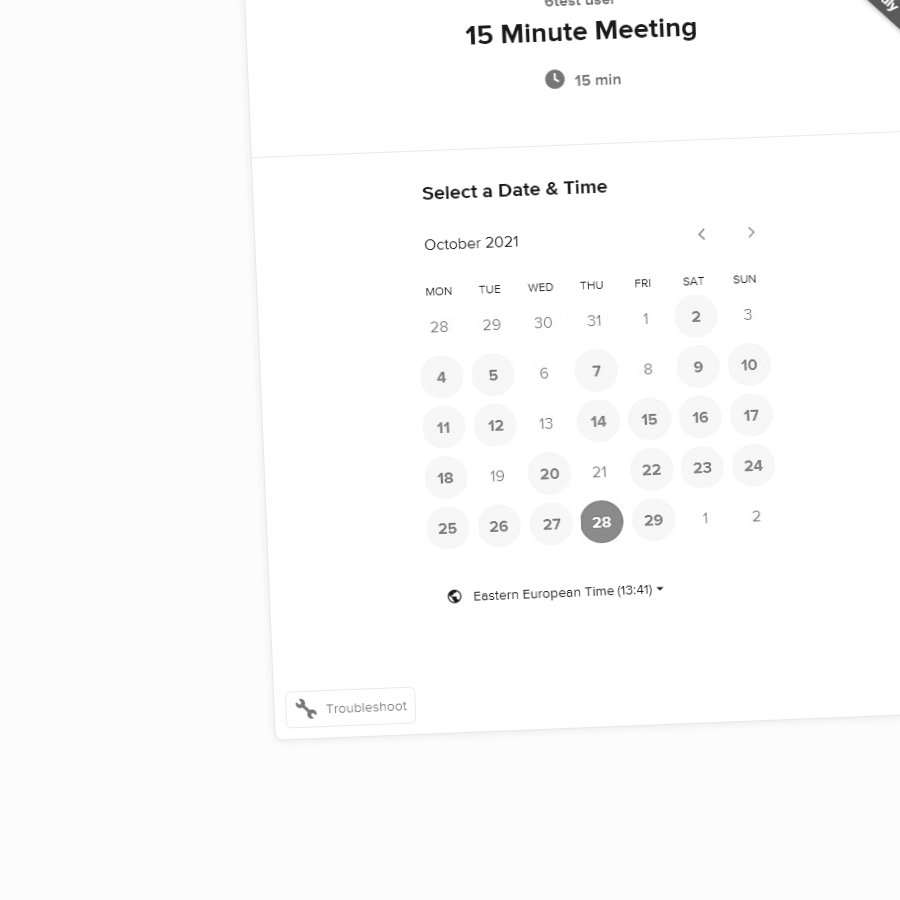 6test user
15 Minute Meeting
15 min
Select a Date & Time
October 2021
MON TUE WED THU FRI SAT SUN
28 29 30 31 1 2 3
4 5 6 7 8 9 10
11 12 13 14 15 16 17
18 19 20 21 22 23 24
25 26 27 28 29 1 2
Eastern European Time (13:41)
Troubleshoot